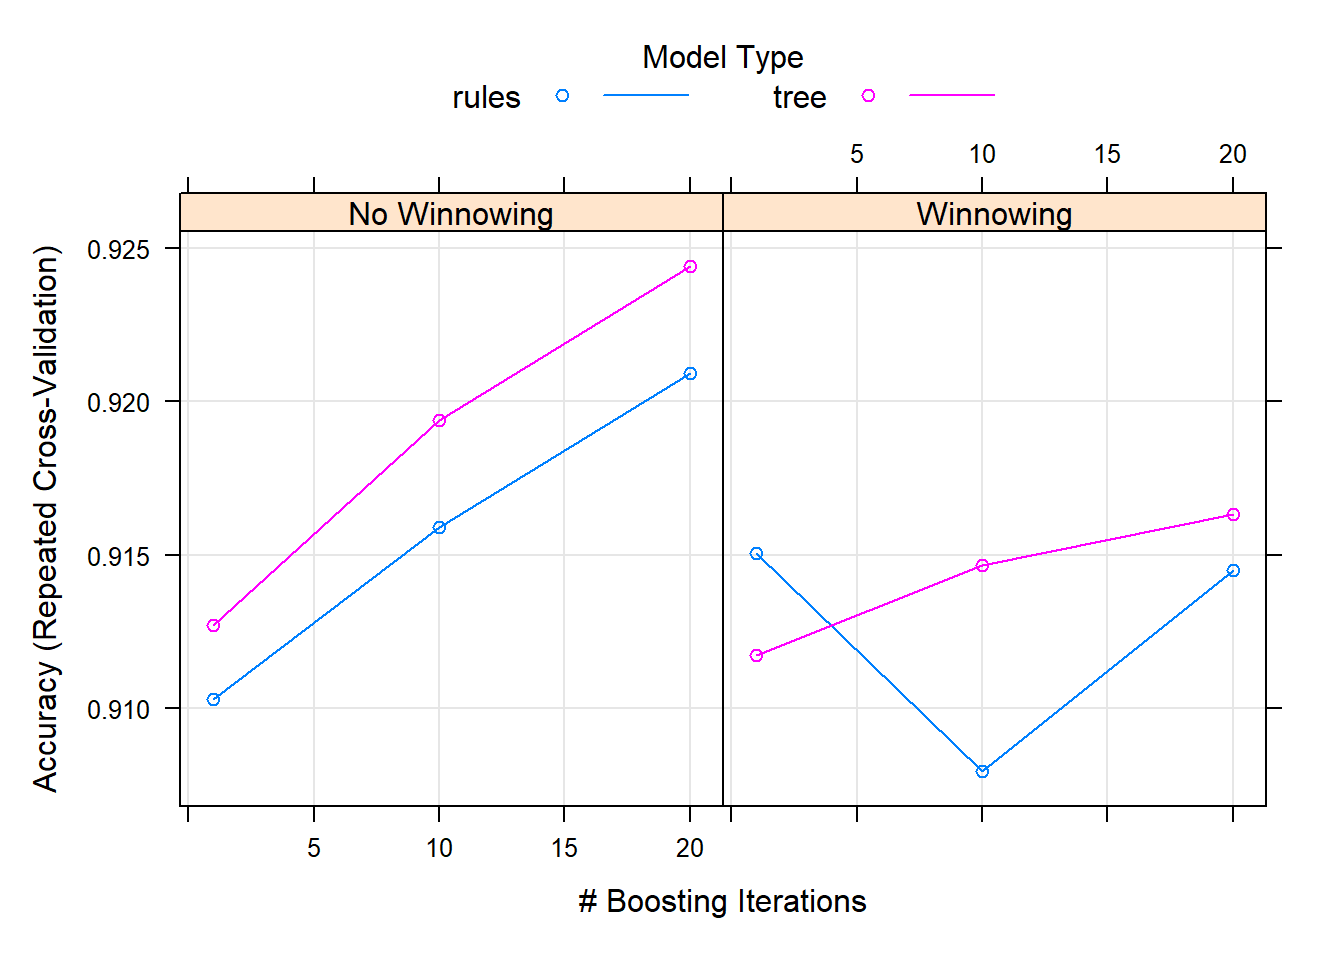 Model Type
rules tree
5 10 15 20
No Winnowing Winnowing
0.925
0.920
0.915
0.910
Accuracy (Repeated Cross-Validation)
5 10 15 20
# Boosting Iterations